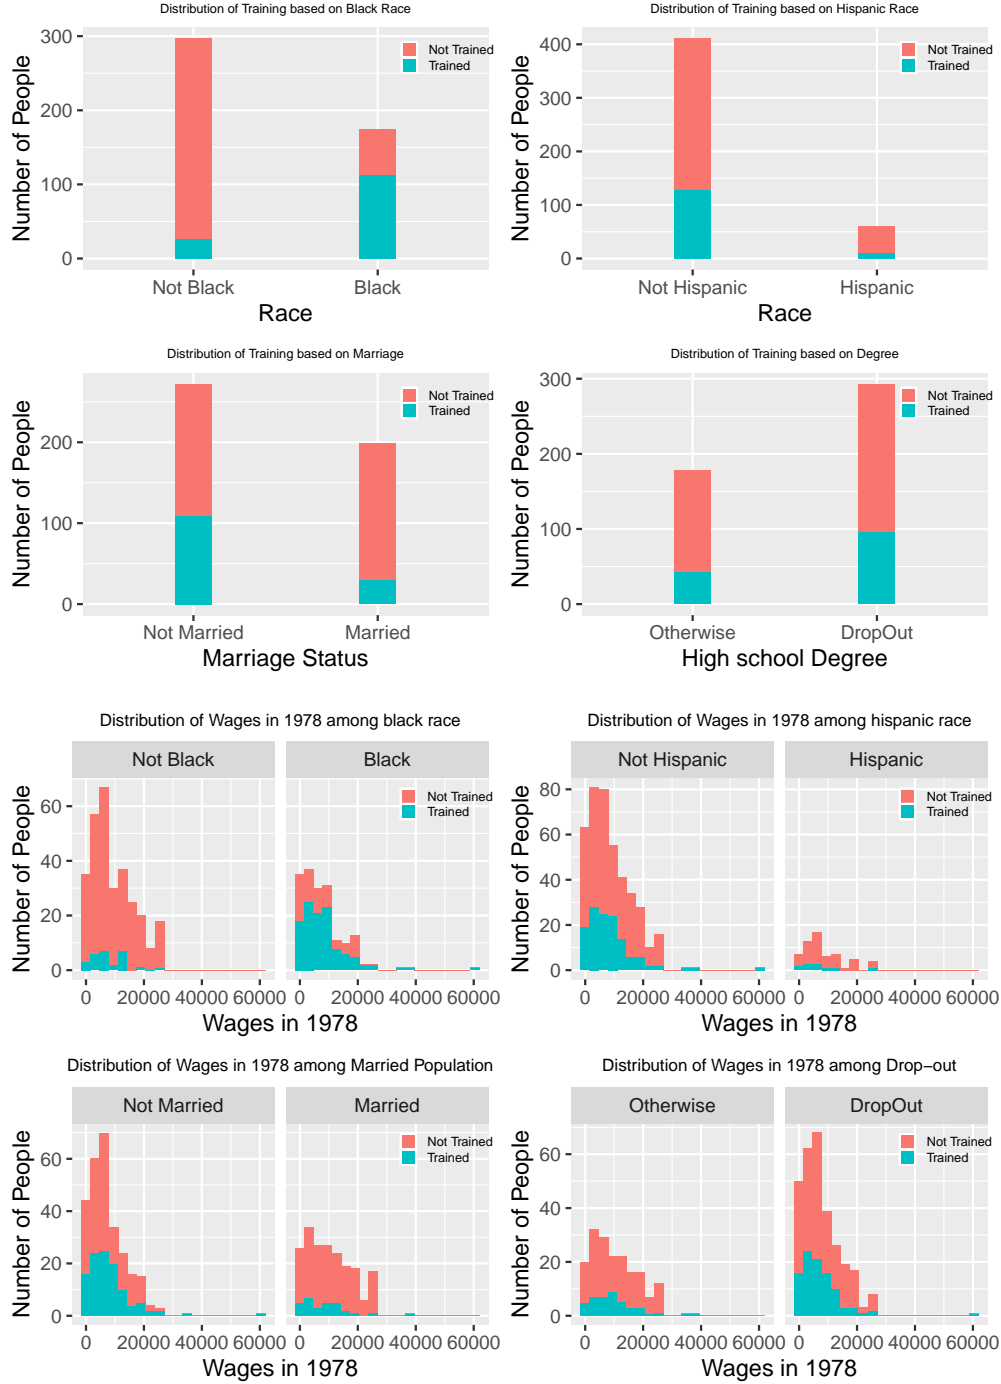 Distribution of Training based on Black Race
Number of People
300
200
100
0
Not Trained
Trained
Not Black
Black
Race
Distribution of Training based on Hispanic Race
Number of People
400
300
200
100
0
Not Trained
Trained
Not Hispanic
Hispanic
Race
Distribution of Training based on Marriage
Number of People
200
100
0
Not Trained
Trained
Not Married
Married
Marriage Status
Distribution of Training based on Degree
Number of People
300
200
100
0
Not Trained
Trained
Otherwise
DropOut
High school Degree
Distribution of Wages in 1978 among black race
Not Black
Black
Number of People
60
40
20
0
Not Trained
Trained
0 20000 40000 60000
0 20000 40000 60000
Wages in 1978
Distribution of Wages in 1978 among hispanic race
Not Hispanic
Hispanic
Number of People
80
60
40
20
0
Not Trained
Trained
0 20000 40000 60000
0 20000 40000 60000
Wages in 1978
Distribution of Wages in 1978 among Married Population
Not Married
Married
Number of People
60
40
20
0
Not Trained
Trained
0 20000 40000 60000
0 20000 40000 60000
Wages in 1978
Distribution of Wages in 1978 among Drop−out
Otherwise
DropOut
Number of People
60
40
20
0
Not Trained
Trained
0 20000 40000 60000
0 20000 40000 60000
Wages in 1978